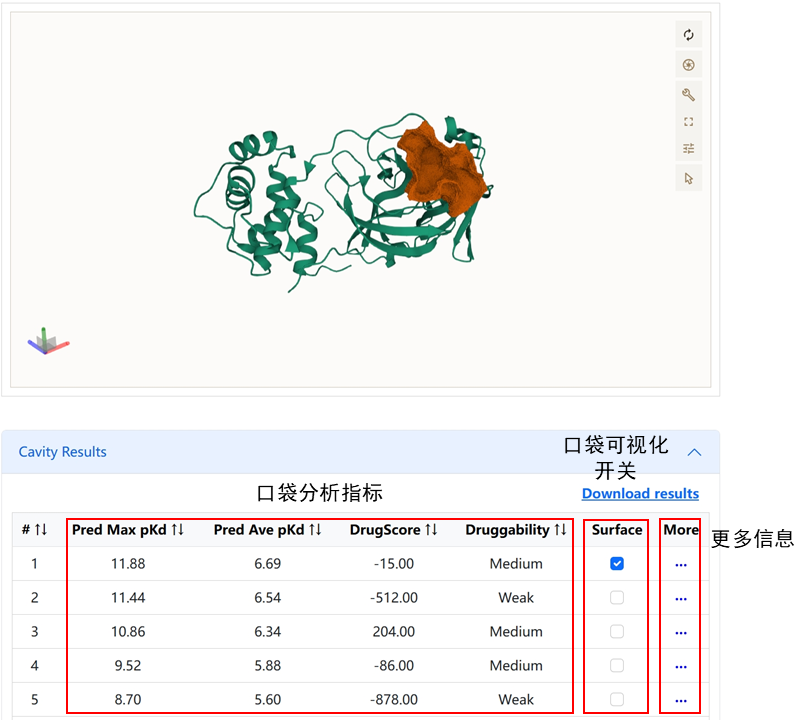 Cavity Results
口袋可视化
开关
口袋分析指标
Download results
# Pred Max pKd Pred Ave pKd DrugScore Druggability Surface More
更多信息
1 11.88 6.69 -15.00 Medium ...
2 11.44 6.54 -512.00 Weak ...
3 10.86 6.34 204.00 Medium ...
4 9.52 5.88 -86.00 Medium ...
5 8.70 5.60 -878.00 Weak ...